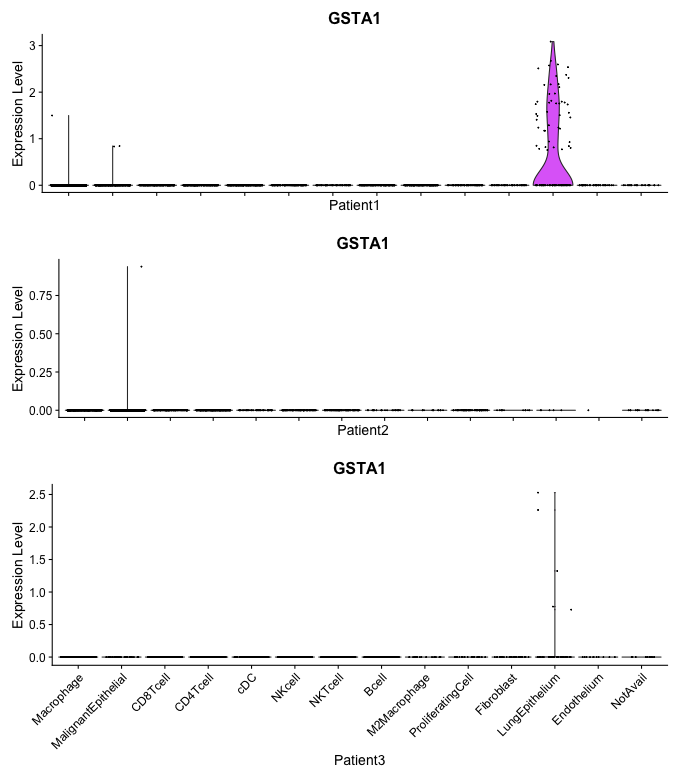 GSTA1
Expression Level
3
2
1
0
Patient1
GSTA1
Expression Level
0.75
0.50
0.25
0.00
Patient2
GSTA1
Expression Level
2.5
2.0
1.5
1.0
0.5
0.0
Macrophage
MalignantEpithelial
CD8Tcell
CD4Tcell
cDC
NKcell
NKTcell
Bcell
M2Macrophage
ProliferatingCell
Fibroblast
LungEpithelium
Endothelium
NotAvail
Patient3